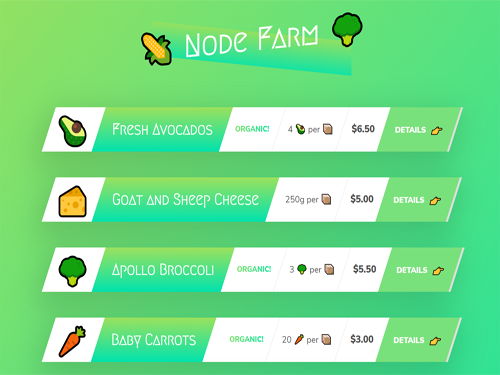 Node Farm
Fresh Avocados ORGANIC! 4 🥑 per $6.50 DETAILS 👉
Goat and Sheep Cheese 250g per $5.00 DETAILS 👉
Apollo Broccoli ORGANIC! 3 🥦 per $5.50 DETAILS 👉
Baby Carrots ORGANIC! 20 🥕 per $3.00 DETAILS 👉